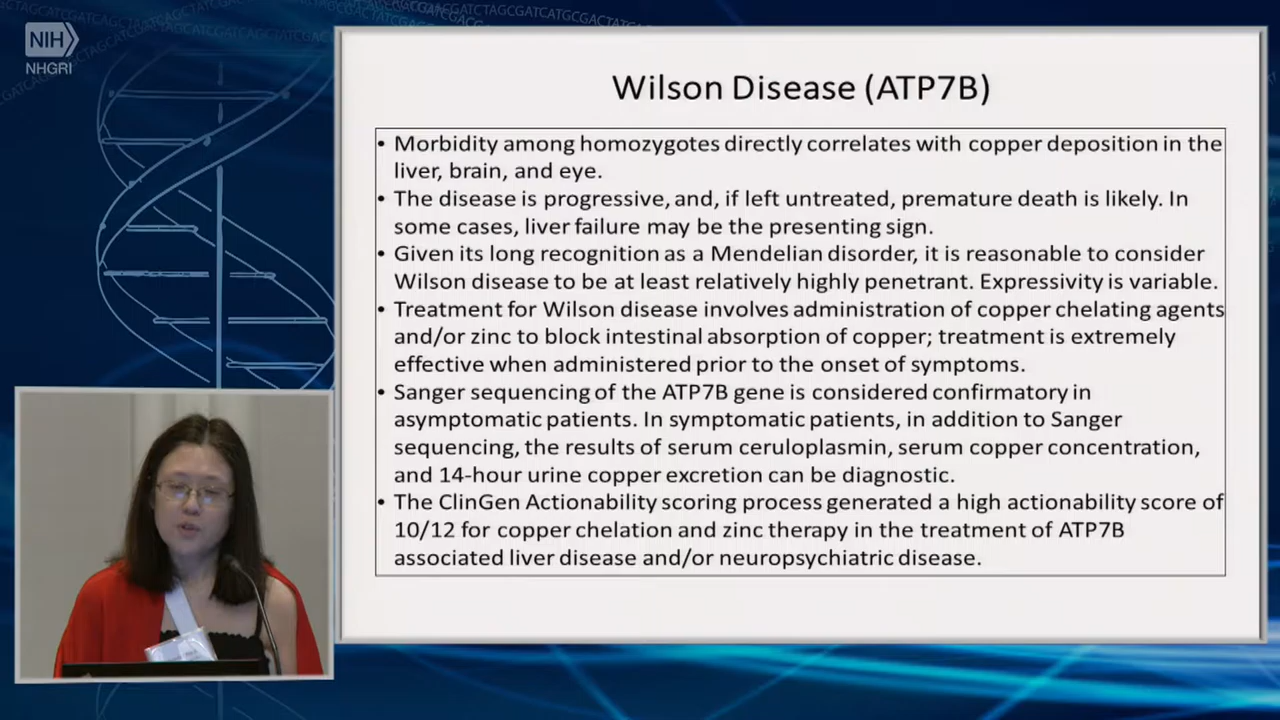 NIH
NHGRI
Wilson Disease (ATP7B)
• Morbidity among homozygotes directly correlates with copper deposition in the
liver, brain, and eye.
• The disease is progressive, and, if left untreated, premature death is likely. In
some cases, liver failure may be the presenting sign.
• Given its long recognition as a Mendelian disorder, it is reasonable to consider
Wilson disease to be at least relatively highly penetrant. Expressivity is variable.
• Treatment for Wilson disease involves administration of copper chelating agents
and/or zinc to block intestinal absorption of copper; treatment is extremely
effective when administered prior to the onset of symptoms.
• Sanger sequencing of the ATP7B gene is considered confirmatory in
asymptomatic patients. In symptomatic patients, in addition to Sanger
sequencing, the results of serum ceruloplasmin, serum copper concentration,
and 14-hour urine copper excretion can be diagnostic.
• The ClinGen Actionability scoring process generated a high actionability score of
10/12 for copper chelation and zinc therapy in the treatment of ATP7B
associated liver disease and/or neuropsychiatric disease.